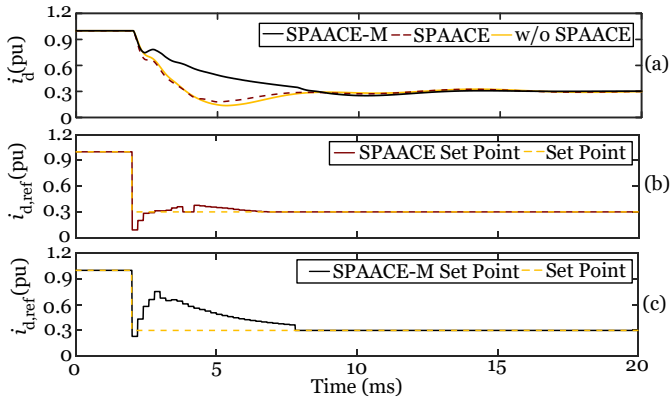 1.2
SPAACE-M SPAACE w/o SPAACE
0.9
i_d(pu)
0.6
(a)
0.3
0
1.2
SPAACE Set Point Set Point
0.9
i_d,ref(pu)
0.6
(b)
0.3
0
1.2
SPAACE-M Set Point Set Point
0.9
i_d,ref(pu)
0.6
(c)
0.3
0
0 5 10 15 20
Time (ms)